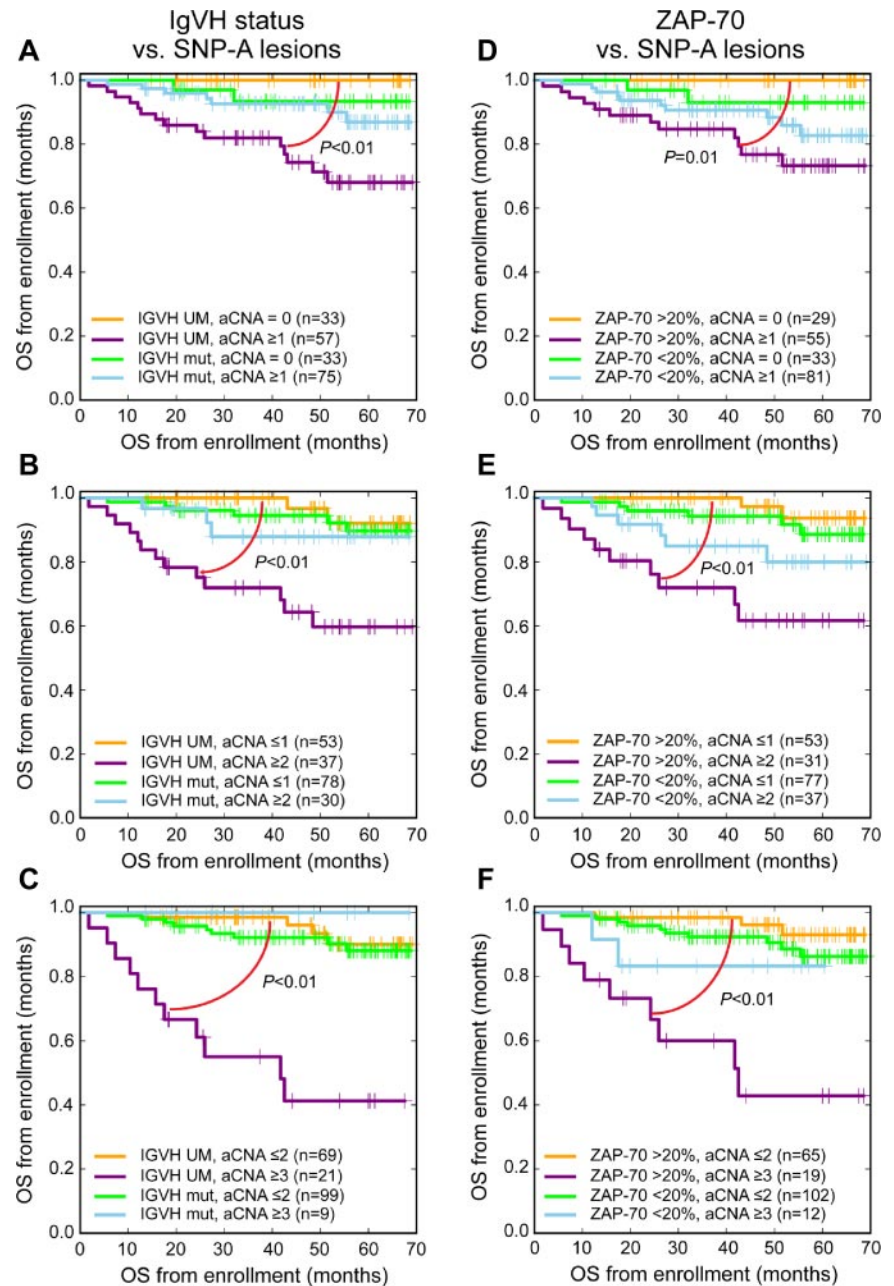 IgVH status
vs. SNP-A lesions
ZAP-70
vs. SNP-A lesions
A
OS from enrollment (months)
1.0
0.8
0.6
0.4
0.2
0.0
P<0.01
IGVH UM, aCNA = 0 (n=33)
IGVH UM, aCNA ≥1 (n=57)
IGVH mut, aCNA = 0 (n=33)
IGVH mut, aCNA ≥1 (n=75)
0 10 20 30 40 50 60 70
OS from enrollment (months)
D
OS from enrollment (months)
1.0
0.8
0.6
0.4
0.2
0.0
P=0.01
ZAP-70 >20%, aCNA = 0 (n=29)
ZAP-70 >20%, aCNA ≥1 (n=55)
ZAP-70 <20%, aCNA = 0 (n=33)
ZAP-70 <20%, aCNA ≥1 (n=81)
0 10 20 30 40 50 60 70
OS from enrollment (months)
B
OS from enrollment (months)
1.0
0.8
0.6
0.4
0.2
0.0
P<0.01
IGVH UM, aCNA ≤1 (n=53)
IGVH UM, aCNA ≥2 (n=37)
IGVH mut, aCNA ≤1 (n=78)
IGVH mut, aCNA ≥2 (n=30)
0 10 20 30 40 50 60 70
OS from enrollment (months)
E
OS from enrollment (months)
1.0
0.8
0.6
0.4
0.2
0.0
P<0.01
ZAP-70 >20%, aCNA ≤1 (n=53)
ZAP-70 >20%, aCNA ≥2 (n=31)
ZAP-70 <20%, aCNA ≤1 (n=77)
ZAP-70 <20%, aCNA ≥2 (n=37)
0 10 20 30 40 50 60 70
OS from enrollment (months)
C
OS from enrollment (months)
1.0
0.8
0.6
0.4
0.2
0.0
P<0.01
IGVH UM, aCNA ≤2 (n=69)
IGVH UM, aCNA ≥3 (n=21)
IGVH mut, aCNA ≤2 (n=99)
IGVH mut, aCNA ≥3 (n=9)
0 10 20 30 40 50 60 70
OS from enrollment (months)
F
OS from enrollment (months)
1.0
0.8
0.6
0.4
0.2
0.0
P<0.01
ZAP-70 >20%, aCNA ≤2 (n=65)
ZAP-70 >20%, aCNA ≥3 (n=19)
ZAP-70 <20%, aCNA ≤2 (n=102)
ZAP-70 <20%, aCNA ≥3 (n=12)
0 10 20 30 40 50 60 70
OS from enrollment (months)